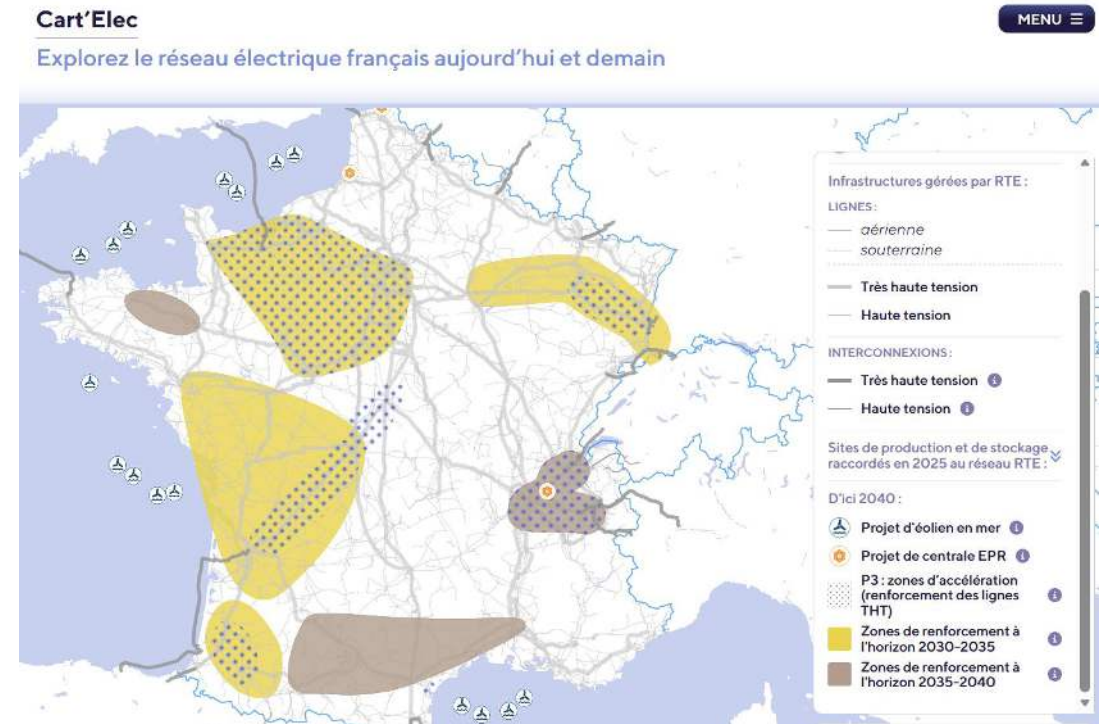 Cart'Elec
MENU
Explorez le réseau électrique français aujourd'hui et demain
Infrastructures gérées par RTE :
LIGNES :
aérienne
souterraine
Très haute tension
Haute tension
INTERCONNEXIONS :
Très haute tension
Haute tension
Sites de production et de stockage
raccordés en 2025 au réseau RTE :
D'ici 2040 :
Projet d'éolien en mer
Projet de centrale EPR
P3 : zones d'accélération
(renforcement des lignes
THT)
Zones de renforcement à
l'horizon 2030-2035
Zones de renforcement à
l'horizon 2035-2040